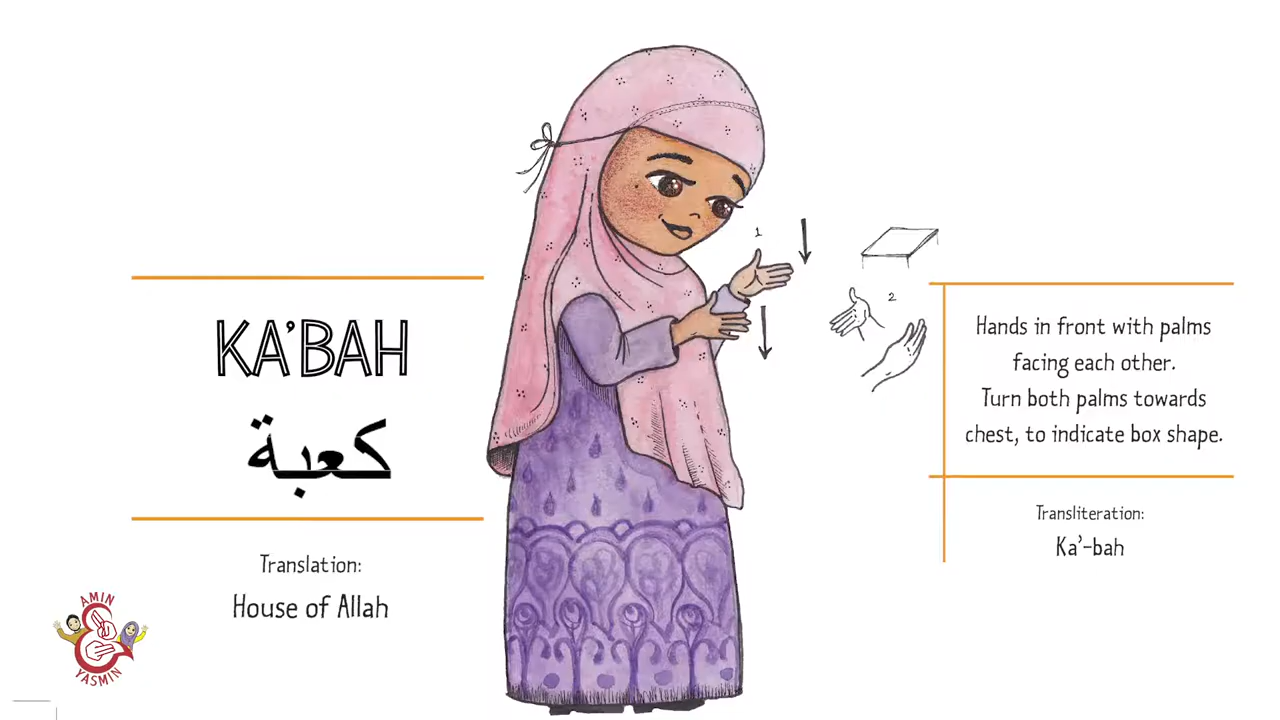 KA'BAH
كعبة
Translation:
House of Allah
1
2
Hands in front with palms
facing each other.
Turn both palms towards
chest, to indicate box shape.
Transliteration:
Ka'-bah
AMIN
YASMIN